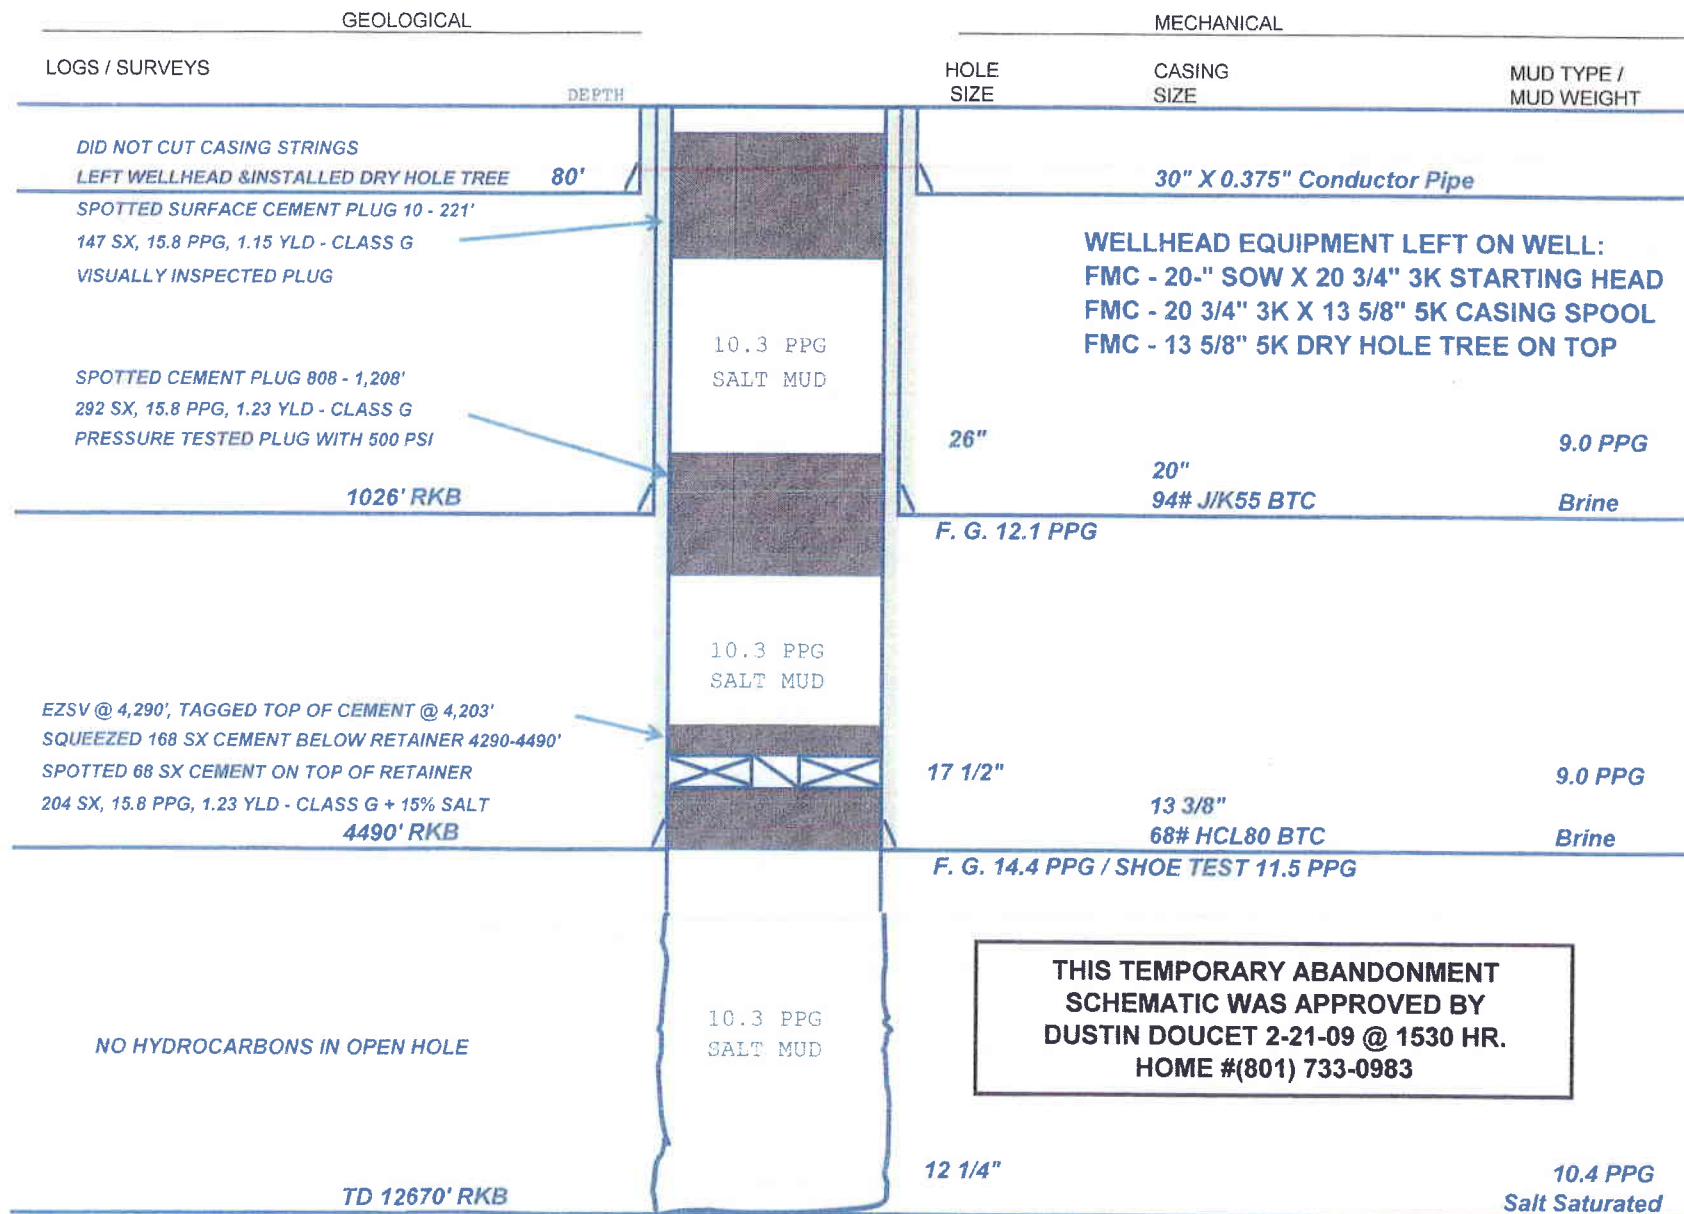 GEOLOGICAL
MECHANICAL
LOGS / SURVEYS
DEPTH
HOLE
SIZE
CASING
SIZE
MUD TYPE /
MUD WEIGHT
DID NOT CUT CASING STRINGS
LEFT WELLHEAD &INSTALLED DRY HOLE TREE
80'
30" X 0.375" Conductor Pipe
SPOTTED SURFACE CEMENT PLUG 10 - 221'
147 SX, 15.8 PPG, 1.15 YLD - CLASS G
VISUALLY INSPECTED PLUG
WELLHEAD EQUIPMENT LEFT ON WELL:
FMC - 20-" SOW X 20 3/4" 3K STARTING HEAD
FMC - 20 3/4" 3K X 13 5/8" 5K CASING SPOOL
FMC - 13 5/8" 5K DRY HOLE TREE ON TOP
10.3 PPG
SALT MUD
SPOTTED CEMENT PLUG 808 - 1,208'
292 SX, 15.8 PPG, 1.23 YLD - CLASS G
PRESSURE TESTED PLUG WITH 500 PSI
26"
9.0 PPG
20"
1026' RKB
94# J/K55 BTC
Brine
F. G. 12.1 PPG
10.3 PPG
SALT MUD
EZSV @ 4,290', TAGGED TOP OF CEMENT @ 4,203'
SQUEEZED 168 SX CEMENT BELOW RETAINER 4290-4490'
SPOTTED 68 SX CEMENT ON TOP OF RETAINER
204 SX, 15.8 PPG, 1.23 YLD - CLASS G + 15% SALT
17 1/2"
9.0 PPG
13 3/8"
4490' RKB
68# HCL80 BTC
Brine
F. G. 14.4 PPG / SHOE TEST 11.5 PPG
THIS TEMPORARY ABANDONMENT
SCHEMATIC WAS APPROVED BY
DUSTIN DOUCET 2-21-09 @ 1530 HR.
HOME #(801) 733-0983
10.3 PPG
SALT MUD
NO HYDROCARBONS IN OPEN HOLE
12 1/4"
10.4 PPG
TD 12670' RKB
Salt Saturated